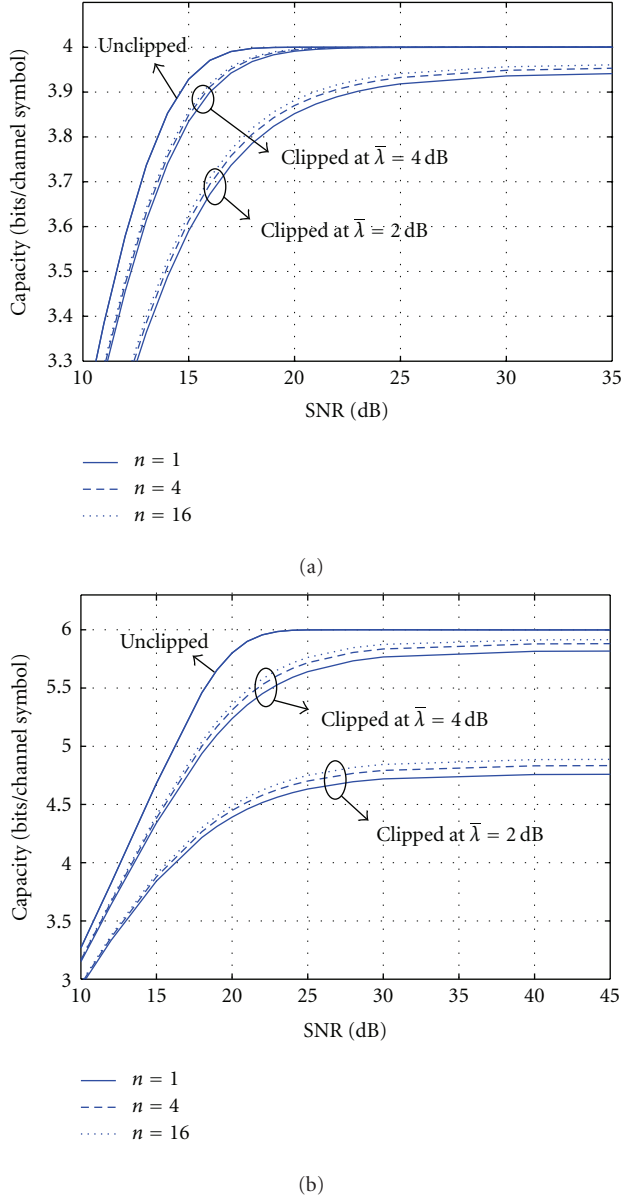 4
3.9
3.8
3.7
3.6
3.5
3.4
3.3
Capacity (bits/channel symbol)
Unclipped
Clipped at λ̅ = 4 dB
Clipped at λ̅ = 2 dB
10 15 20 25 30 35
SNR (dB)
n = 1
n = 4
n = 16
(a)
6
5.5
5
4.5
4
3.5
3
Capacity (bits/channel symbol)
Unclipped
Clipped at λ̅ = 4 dB
Clipped at λ̅ = 2 dB
10 15 20 25 30 35 40 45
SNR (dB)
n = 1
n = 4
n = 16
(b)